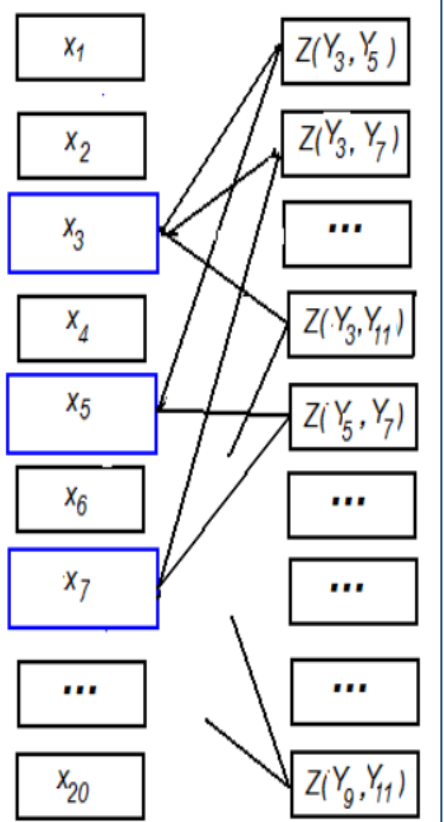 x1
x2
x3
x4
x5
x6
x7
...
x20
Z(Y3,Y5)
Z(Y3, Y7)
...
Z(Y3,Y11)
Z(Y5,Y7)
...
...
...
Z(Y9,Y11)